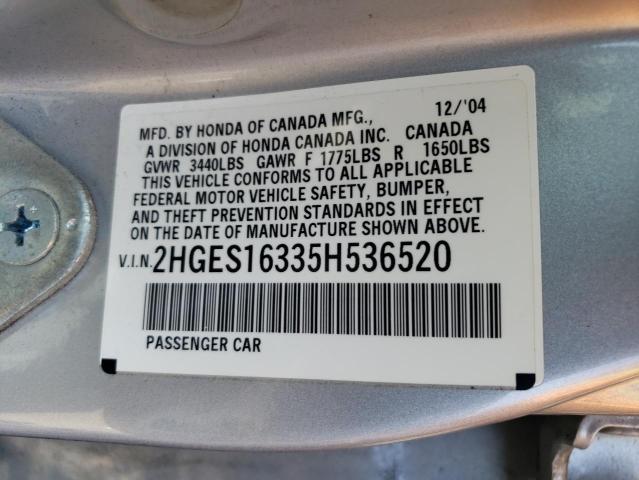 12/'04
MFD. BY HONDA OF CANADA MFG.,
A DIVISION OF HONDA CANADA INC. CANADA
GVWR 3440LBS GAWR F 1775LBS R 1650LBS
THIS VEHICLE CONFORMS TO ALL APPLICABLE
FEDERAL MOTOR VEHICLE SAFETY, BUMPER,
AND THEFT PREVENTION STANDARDS IN EFFECT
ON THE DATE OF MANUFACTURE SHOWN ABOVE.
V.I.N. 2HGES16335H536520
PASSENGER CAR